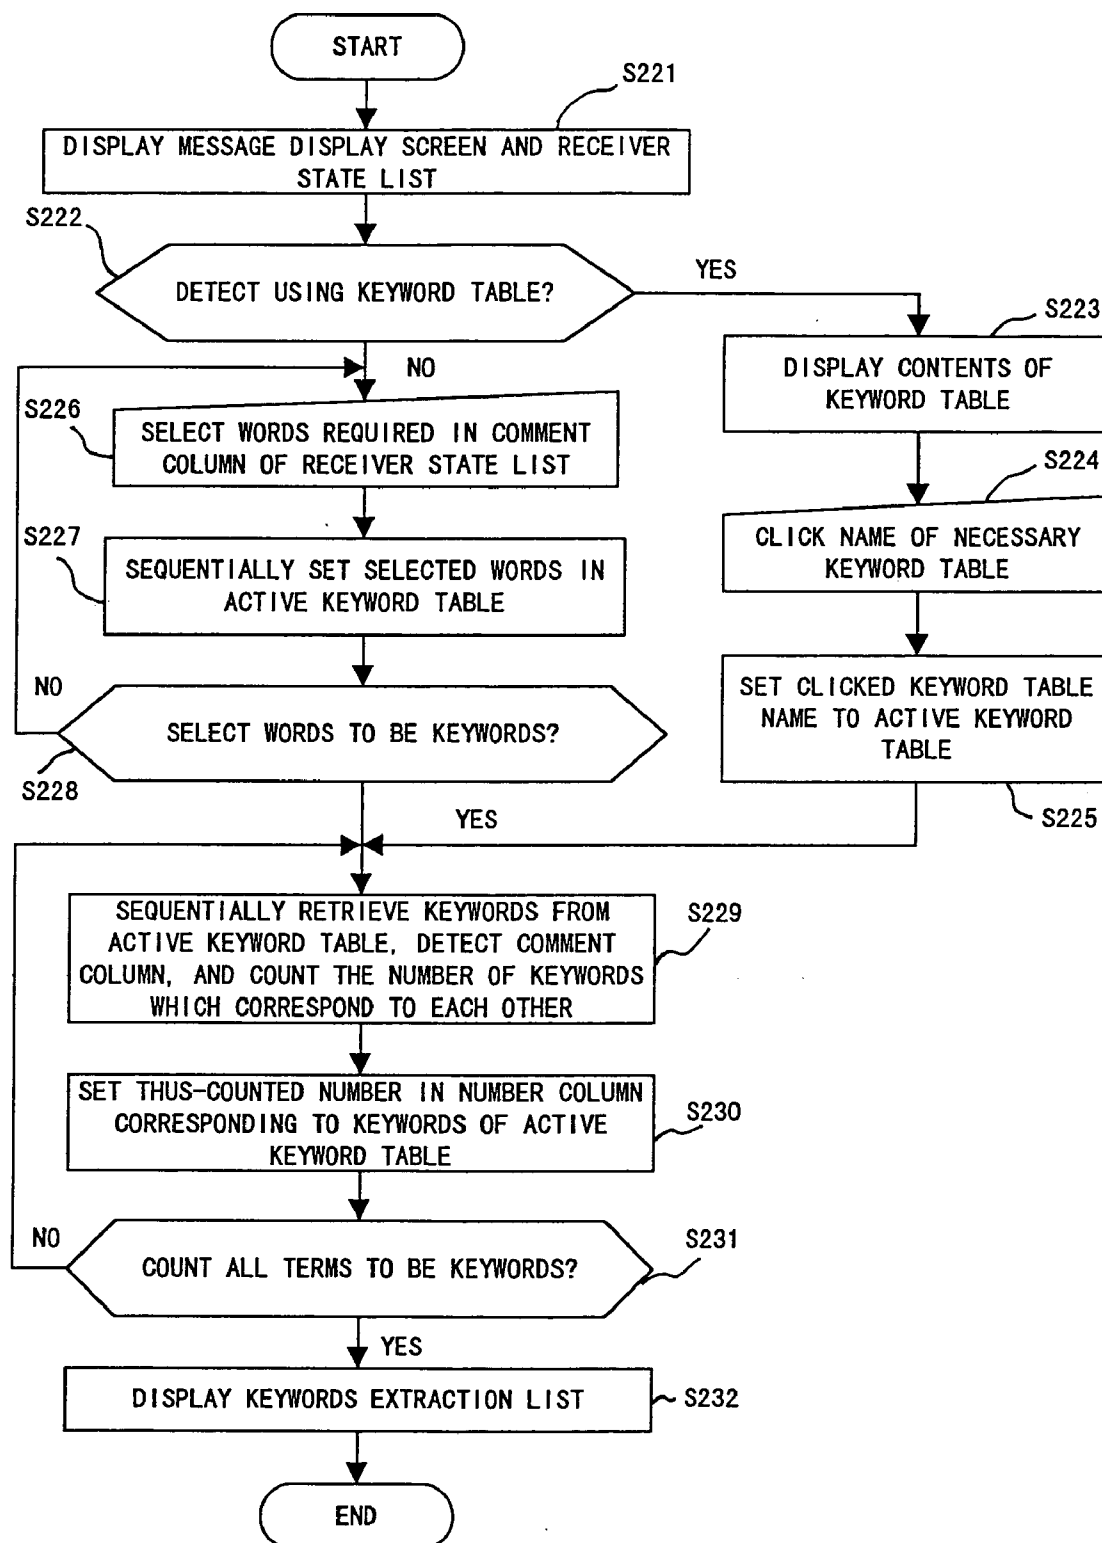 START
S221
DISPLAY MESSAGE DISPLAY SCREEN AND RECEIVER
STATE LIST
S222
DETECT USING KEYWORD TABLE?
YES
NO
S223
DISPLAY CONTENTS OF
KEYWORD TABLE
S224
CLICK NAME OF NECESSARY
KEYWORD TABLE
SET CLICKED KEYWORD TABLE
NAME TO ACTIVE KEYWORD
TABLE
S225
S226
SELECT WORDS REQUIRED IN COMMENT
COLUMN OF RECEIVER STATE LIST
S227
SEQUENTIALLY SET SELECTED WORDS IN
ACTIVE KEYWORD TABLE
NO
SELECT WORDS TO BE KEYWORDS?
S228
YES
SEQUENTIALLY RETRIEVE KEYWORDS FROM
ACTIVE KEYWORD TABLE, DETECT COMMENT
COLUMN, AND COUNT THE NUMBER OF KEYWORDS
WHICH CORRESPOND TO EACH OTHER
S229
SET THUS-COUNTED NUMBER IN NUMBER COLUMN
CORRESPONDING TO KEYWORDS OF ACTIVE
KEYWORD TABLE
S230
NO
COUNT ALL TERMS TO BE KEYWORDS?
S231
YES
DISPLAY KEYWORDS EXTRACTION LIST
S232
END